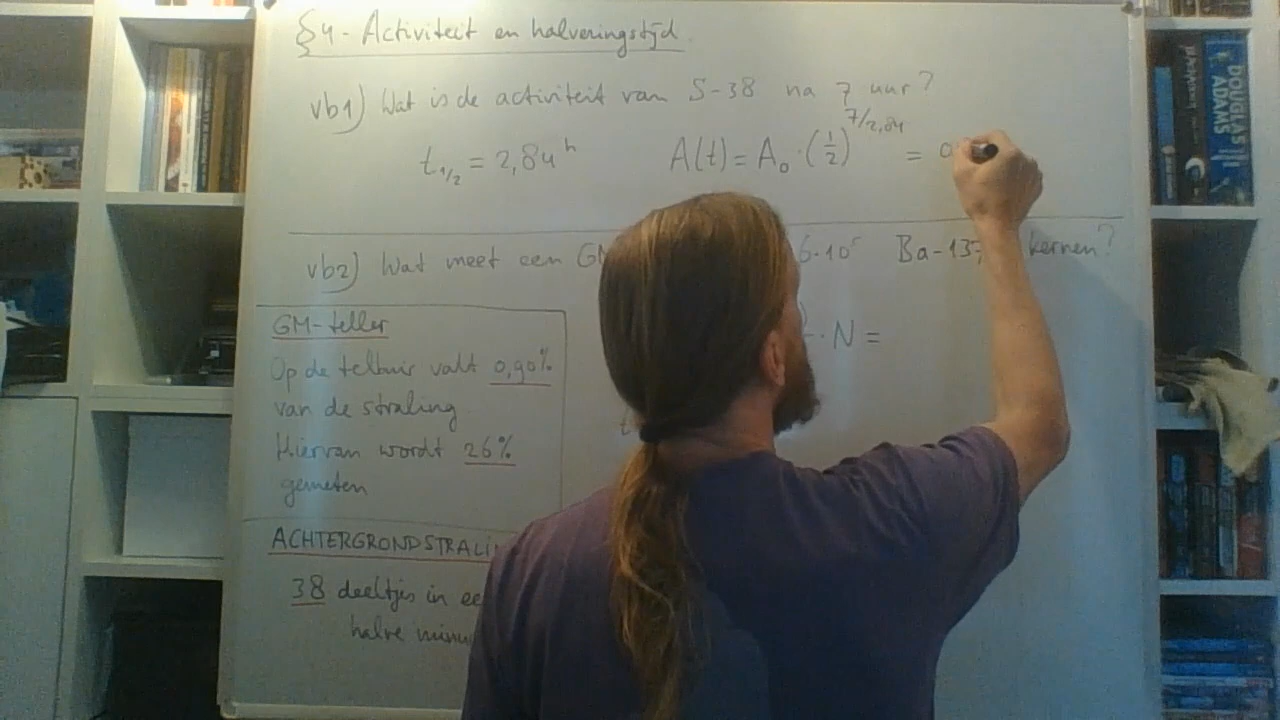 §4 - Activiteit en halveringstijd
vb1) Wat is de activiteit van S-38 na 7 uur?
t₁/₂ = 2,84ʰ
A(t) = A₀ · (1/2)^7/2,84 = 0
vb2) Wat meet een GM 6·10⁵ Ba-137 kernen?
· N =
GM-teller
Op de telbuis valt 0,90%
van de straling
Hiervan wordt 26%
gemeten
ACHTERGRONDSTRALI
38 deeltjes in ee
halve minu
DOUGLAS
ADAMS